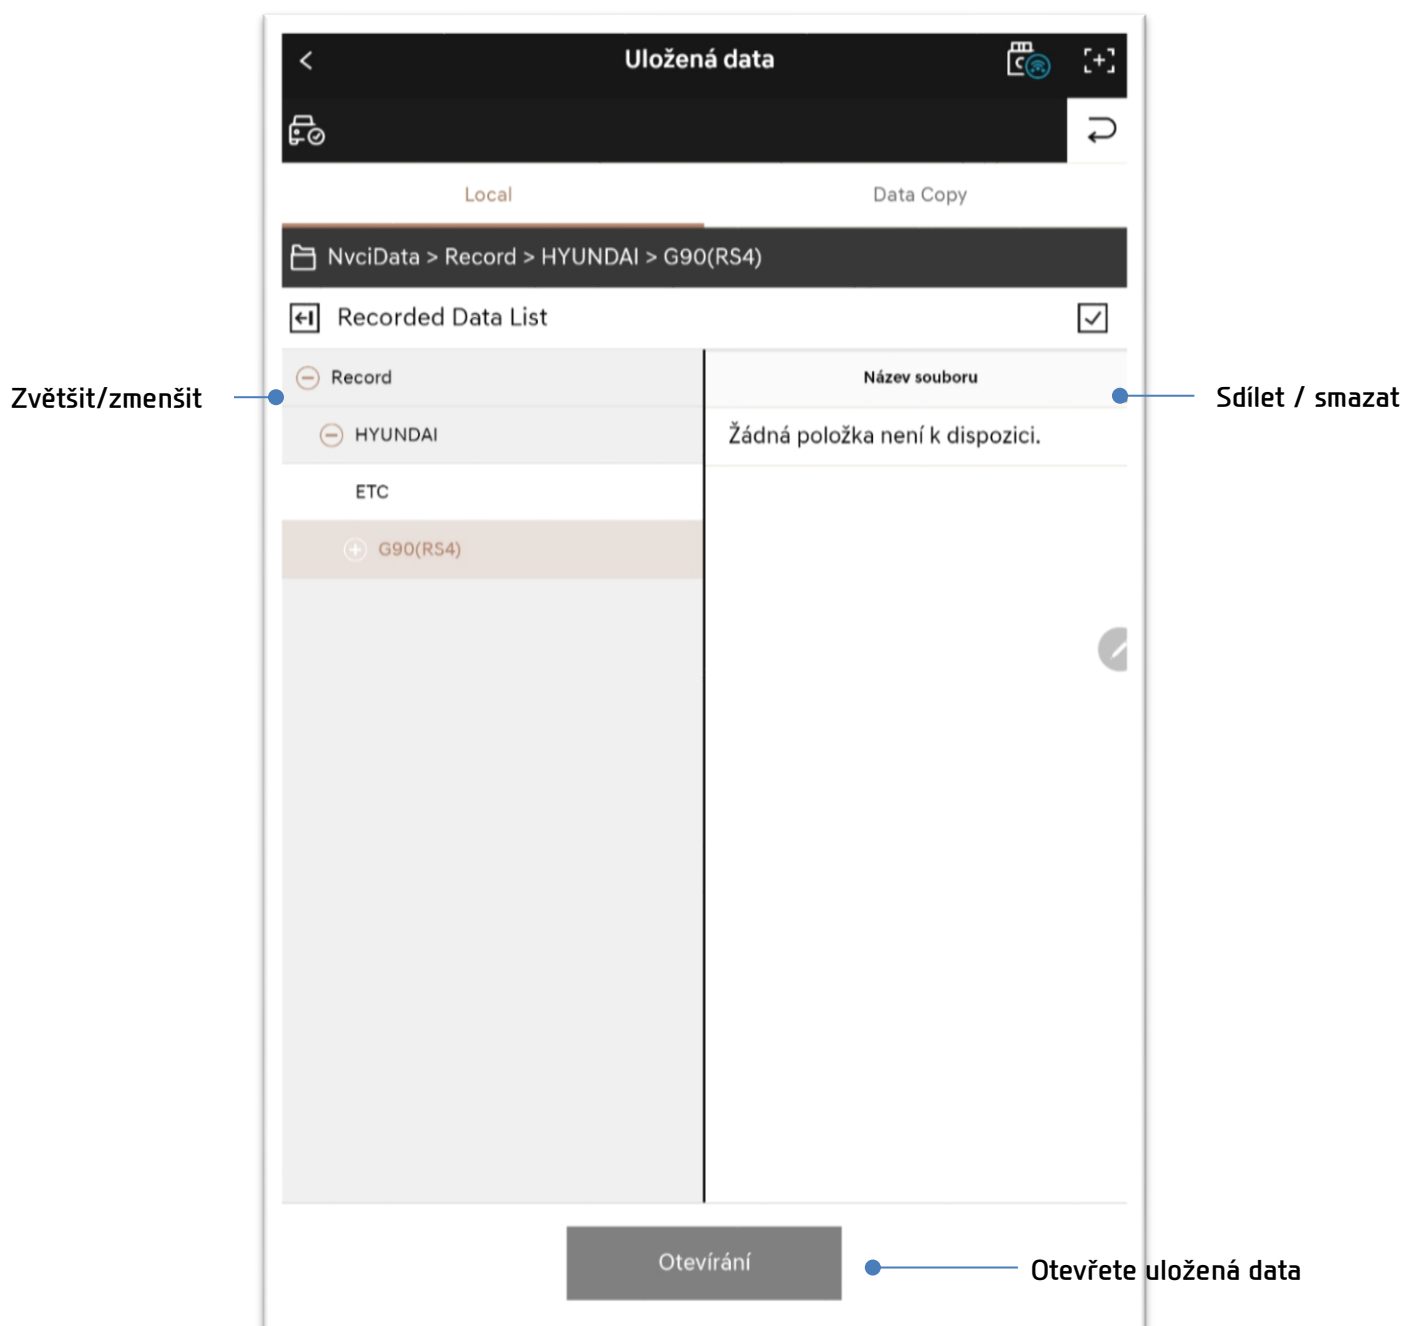 Uložená data
Local
Data Copy
NvciData > Record > HYUNDAI > G90(RS4)
Recorded Data List
Record
Název souboru
Zvětšit/zmenšit
Sdílet / smazat
HYUNDAI
Žádná položka není k dispozici.
ETC
G90(RS4)
Otevírání
Otevřete uložená data